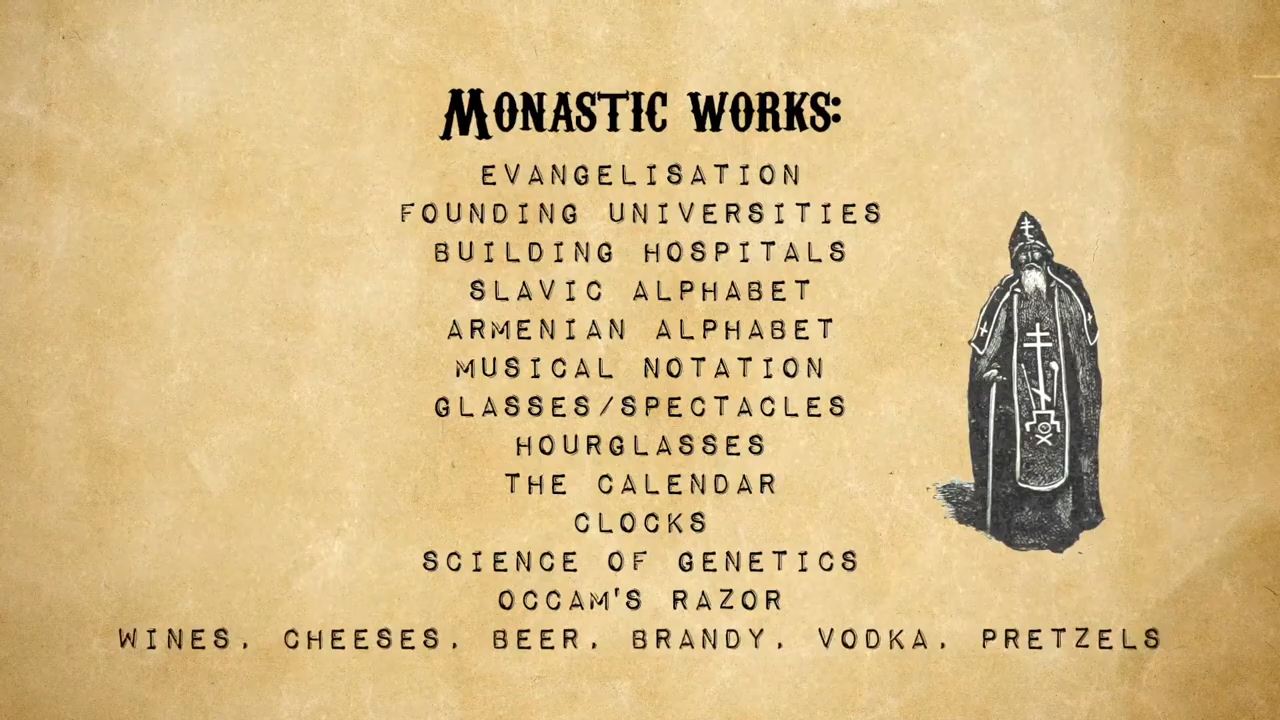 Monastic works:
EVANGELISATION
FOUNDING UNIVERSITIES
BUILDING HOSPITALS
SLAVIC ALPHABET
ARMENIAN ALPHABET
MUSICAL NOTATION
GLASSES/SPECTACLES
HOURGLASSES
THE CALENDAR
CLOCKS
SCIENCE OF GENETICS
OCCAM'S RAZOR
WINES, CHEESES, BEER, BRANDY, VODKA, PRETZELS